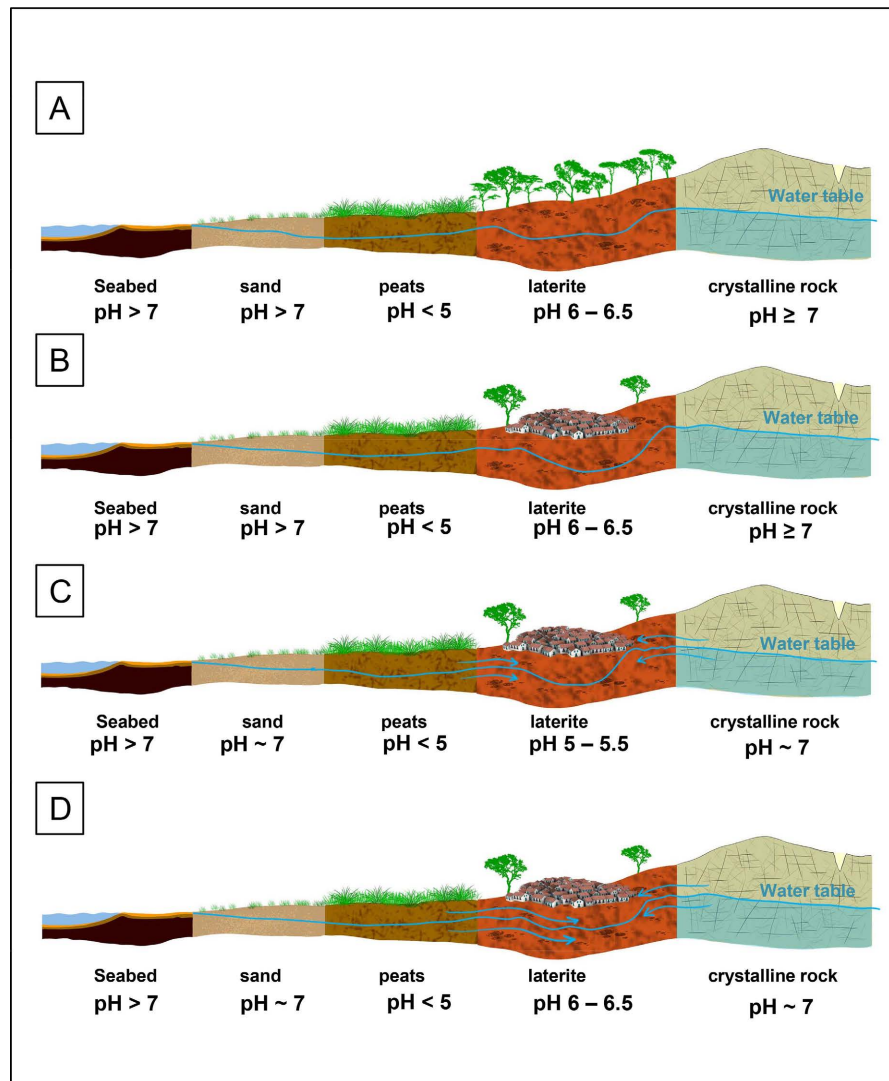 A
Water table
Seabed sand peats laterite crystalline rock
pH > 7 pH > 7 pH < 5 pH 6 – 6.5 pH ≥ 7
B
Water table
Seabed sand peats laterite crystalline rock
pH > 7 pH > 7 pH < 5 pH 6 – 6.5 pH ≥ 7
C
Water table
Seabed sand peats laterite crystalline rock
pH > 7 pH ~ 7 pH < 5 pH 5 – 5.5 pH ~ 7
D
Water table
Seabed sand peats laterite crystalline rock
pH > 7 pH ~ 7 pH < 5 pH 6 – 6.5 pH ~ 7